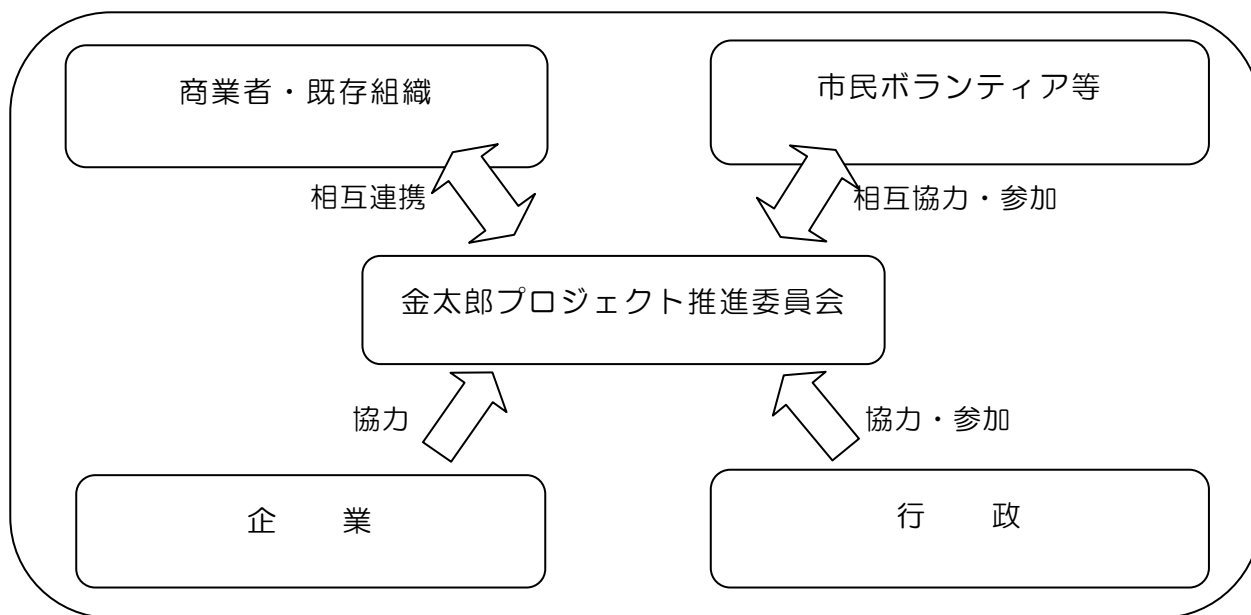 商業者・既存組織
市民ボランティア等
相互連携
相互協力・参加
金太郎プロジェクト推進委員会
協力
協力・参加
企　　業
行　　政